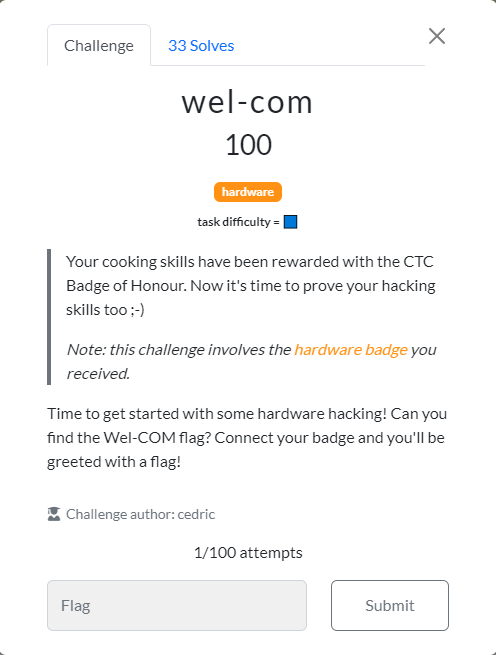 Challenge
33 Solves
wel-com
100
hardware
task difficulty =
Your cooking skills have been rewarded with the CTC
Badge of Honour. Now it's time to prove your hacking
skills too ;-)
Note: this challenge involves the hardware badge you
received.
Time to get started with some hardware hacking! Can you
find the Wel-COM flag? Connect your badge and you'll be
greeted with a flag!
Challenge author: cedric
1/100 attempts
Flag
Submit